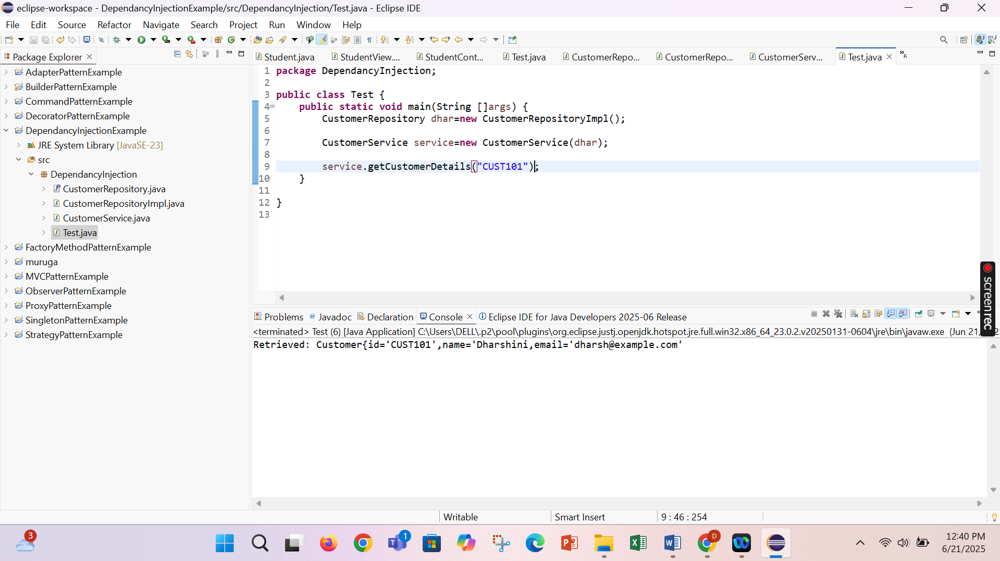 eclipse-workspace - DependancyInjectionExample/src/DependancyInjection/Test.java - Eclipse IDE
File Edit Source Refactor Navigate Search Project Run Window Help
Package Explorer
AdapterPatternExample
BuilderPatternExample
CommandPatternExample
DecoratorPatternExample
DependancyInjectionExample
JRE System Library [JavaSE-23]
src
DependancyInjection
CustomerRepository.java
CustomerRepositoryImpl.java
CustomerService.java
Test.java
FactoryMethodPatternExample
muruga
MVCPatternExample
ObserverPatternExample
ProxyPatternExample
SingletonPatternExample
StrategyPatternExample
Student.java StudentView.... StudentCont... Test.java CustomerRepo... CustomerRepo... CustomerServ... Test.java »6
1 package DependancyInjection;
2
3 public class Test {
4 public static void main(String []args) {
5 CustomerRepository dhar=new CustomerRepositoryImpl();
6
7 CustomerService service=new CustomerService(dhar);
8
9 service.getCustomerDetails("CUST101");
10 }
11
12 }
13
screen rec
Problems Javadoc Declaration Console Eclipse IDE for Java Developers 2025-06 Release
<terminated> Test (6) [Java Application] C:\Users\DELL\.p2\pool\plugins\org.eclipse.justj.openjdk.hotspot.jre.full.win32.x86_64_23.0.2.v20250131-0604\jre\bin\javaw.exe (Jun 21,
Retrieved: Customer{id='CUST101',name='Dharshini,email='dharsh@example.com'
Writable Smart Insert 9 : 46 : 254
3
1
D
12:40 PM
6/21/2025